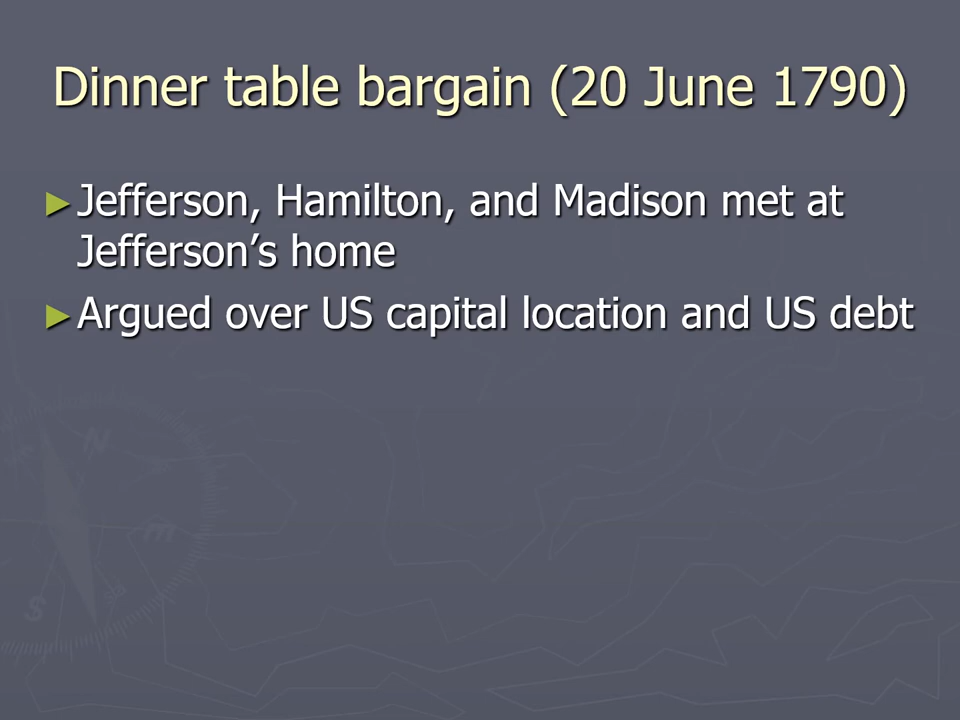 Dinner table bargain (20 June 1790)
► Jefferson, Hamilton, and Madison met at
Jefferson’s home
► Argued over US capital location and US debt
N
E
S